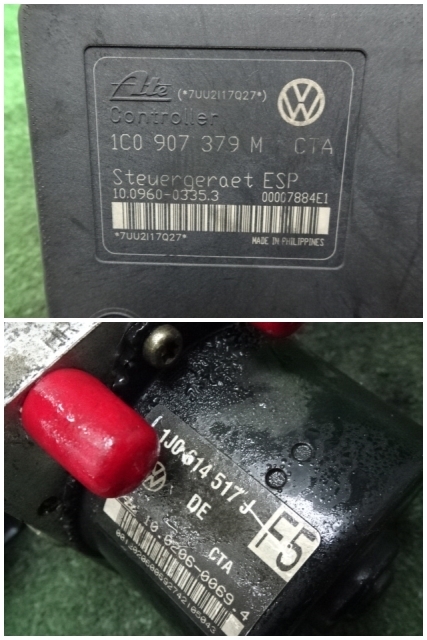 Ate (*7UU2I17Q27*)
Controller
1C0 907 379 M CTA
Steuergeraet ESP
10.0960-0335.3 00007884E1
*7UU2I17Q27* MADE IN PHILIPPINES
1J0 614 517 J
DE
F5
CTA
10.0206-0069.4